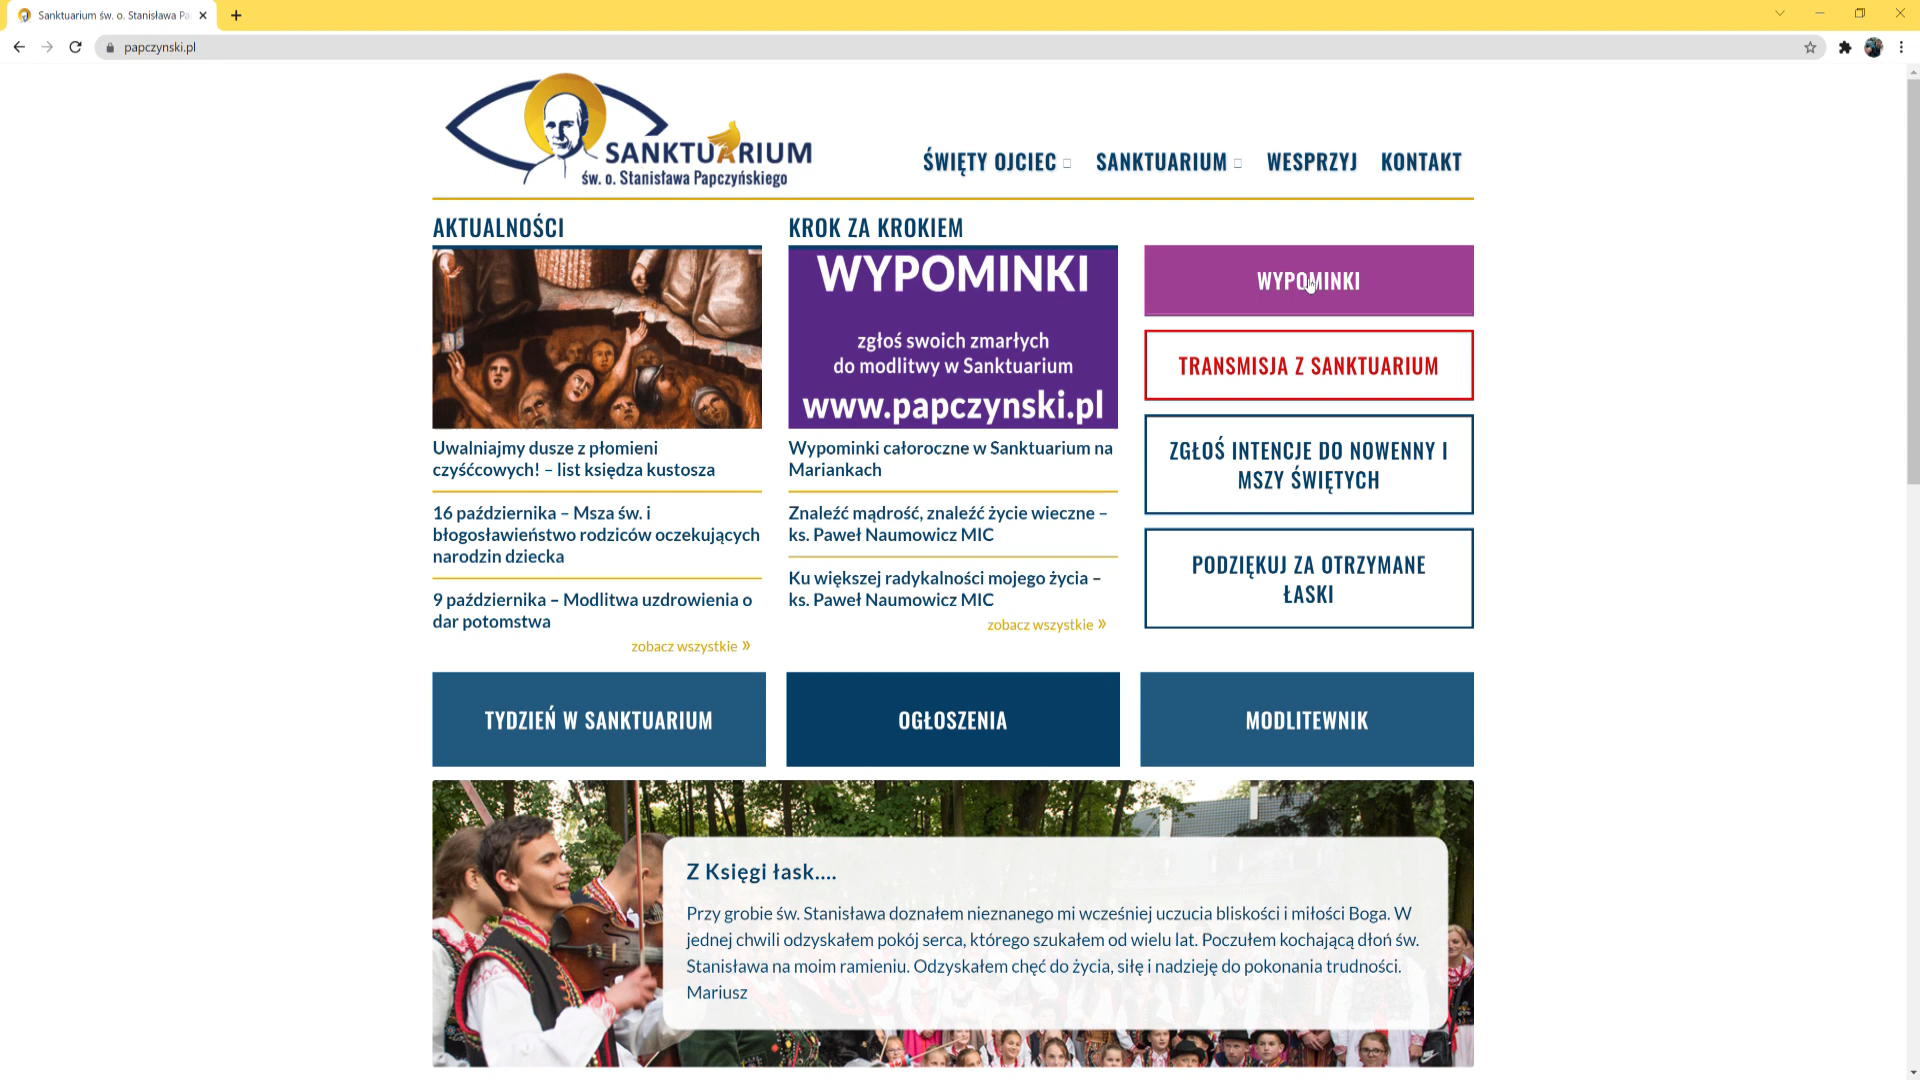 Sanktuarium św. o. Stanisława Pa
papczynski.pl
SANKTUARIUM
św. o. Stanisława Papczyńskiego
ŚWIĘTY OJCIEC
SANKTUARIUM
WESPRZYJ
KONTAKT
AKTUALNOŚCI
Uwalniajmy dusze z płomieni
czyśćcowych! – list księdza kustosza
16 października – Msza św. i
błogosławieństwo rodziców oczekujących
narodzin dziecka
9 października – Modlitwa uzdrowienia o
dar potomstwa
zobacz wszystkie »
KROK ZA KROKIEM
WYPOMINKI
zgłoś swoich zmarłych
do modlitwy w Sanktuarium
www.papczynski.pl
Wypominki całoroczne w Sanktuarium na
Mariankach
Znaleźć mądrość, znaleźć życie wieczne –
ks. Paweł Naumowicz MIC
Ku większej radykalności mojego życia –
ks. Paweł Naumowicz MIC
zobacz wszystkie »
WYPOMINKI
TRANSMISJA Z SANKTUARIUM
ZGŁOŚ INTENCJE DO NOWENNY I
MSZY ŚWIĘTYCH
PODZIĘKUJ ZA OTRZYMANE
ŁASKI
TYDZIEŃ W SANKTUARIUM
OGŁOSZENIA
MODLITEWNIK
Z Księgi łask....
Przy grobie św. Stanisława doznałem nieznanego mi wcześniej uczucia bliskości i miłości Boga. W
jednej chwili odzyskałem pokój serca, którego szukałem od wielu lat. Poczułem kochającą dłoń św.
Stanisława na moim ramieniu. Odzyskałem chęć do życia, siłę i nadzieję do pokonania trudności.
Mariusz